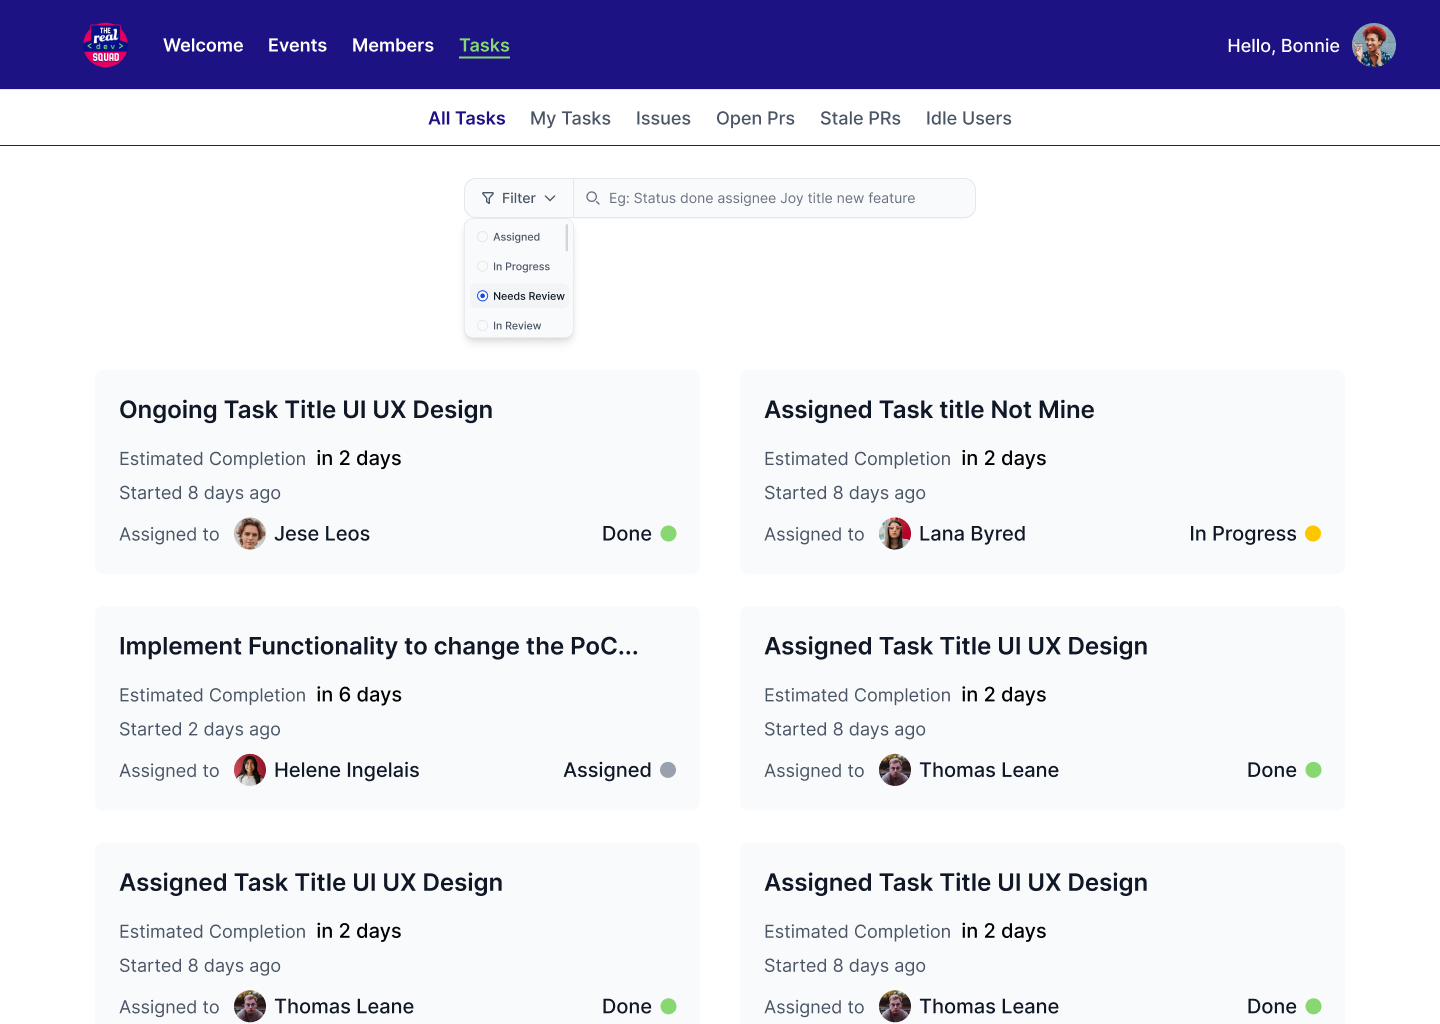 THE
real
<dev>
SQUAD
Welcome Events Members Tasks
Hello, Bonnie
All Tasks My Tasks Issues Open Prs Stale PRs Idle Users
Filter Eg: Status done assignee Joy title new feature
Assigned
In Progress
Needs Review
In Review
Ongoing Task Title UI UX Design
Estimated Completion in 2 days
Started 8 days ago
Assigned to Jese Leos Done
Assigned Task title Not Mine
Estimated Completion in 2 days
Started 8 days ago
Assigned to Lana Byred In Progress
Implement Functionality to change the PoC...
Estimated Completion in 6 days
Started 2 days ago
Assigned to Helene Ingelais Assigned
Assigned Task Title UI UX Design
Estimated Completion in 2 days
Started 8 days ago
Assigned to Thomas Leane Done
Assigned Task Title UI UX Design
Estimated Completion in 2 days
Started 8 days ago
Assigned to Thomas Leane Done
Assigned Task Title UI UX Design
Estimated Completion in 2 days
Started 8 days ago
Assigned to Thomas Leane Done